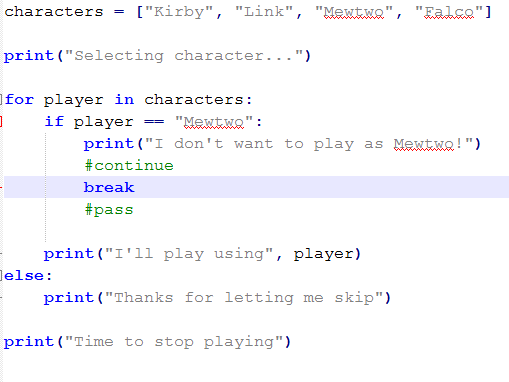 characters = ["Kirby", "Link", "Mewtwo", "Falco"]
print("Selecting character...")
for player in characters:
    if player == "Mewtwo":
        print("I don't want to play as Mewtwo!")
        #continue
        break
        #pass
    print("I'll play using", player)
else:
    print("Thanks for letting me skip")
print("Time to stop playing")